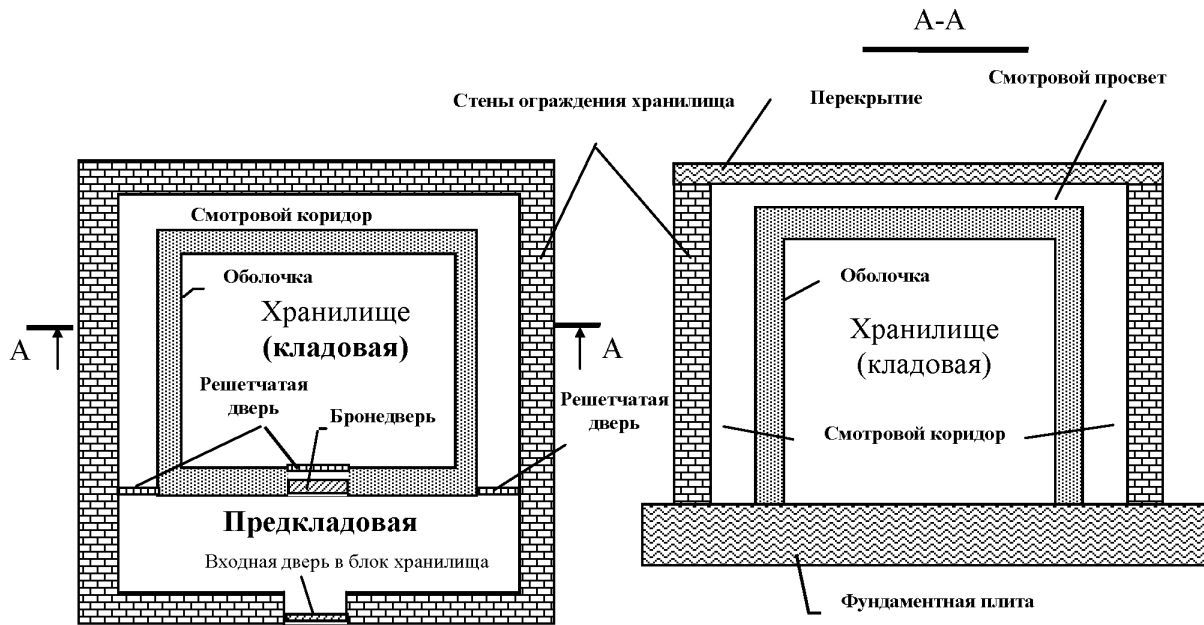 А-А
Смотровой просвет
Стены ограждения хранилища
Перекрытие
Смотровой коридор
Оболочка
Хранилище
(кладовая)
А
А
Решетчатая
дверь
Бронедверь
Решетчатая
дверь
Предкладовая
Входная дверь в блок хранилища
Оболочка
Хранилище
(кладовая)
Смотровой коридор
Фундаментная плита